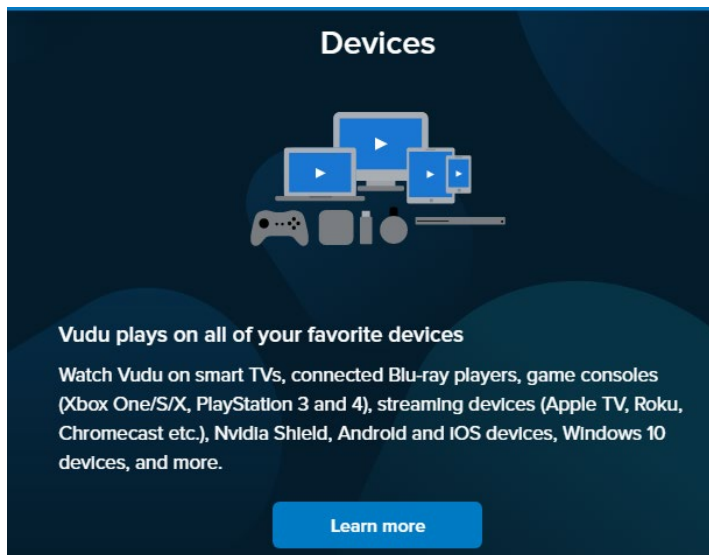 Devices
Vudu plays on all of your favorite devices
Watch Vudu on smart TVs, connected Blu-ray players, game consoles
(Xbox One/S/X, PlayStation 3 and 4), streaming devices (Apple TV, Roku,
Chromecast etc.), Nvidia Shield, Android and iOS devices, Windows 10
devices, and more.
Learn more